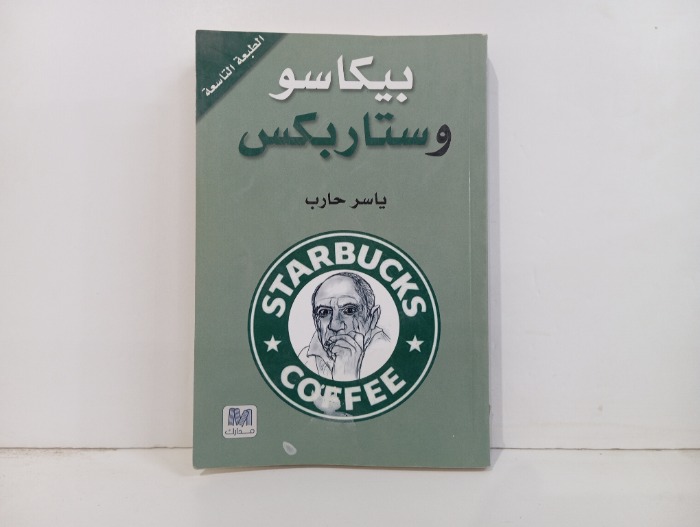 الطبعة التاسعة
بيكاسو
وستاربكس
ياسر حارب
STARBUCKS
COFFEE
مدارك